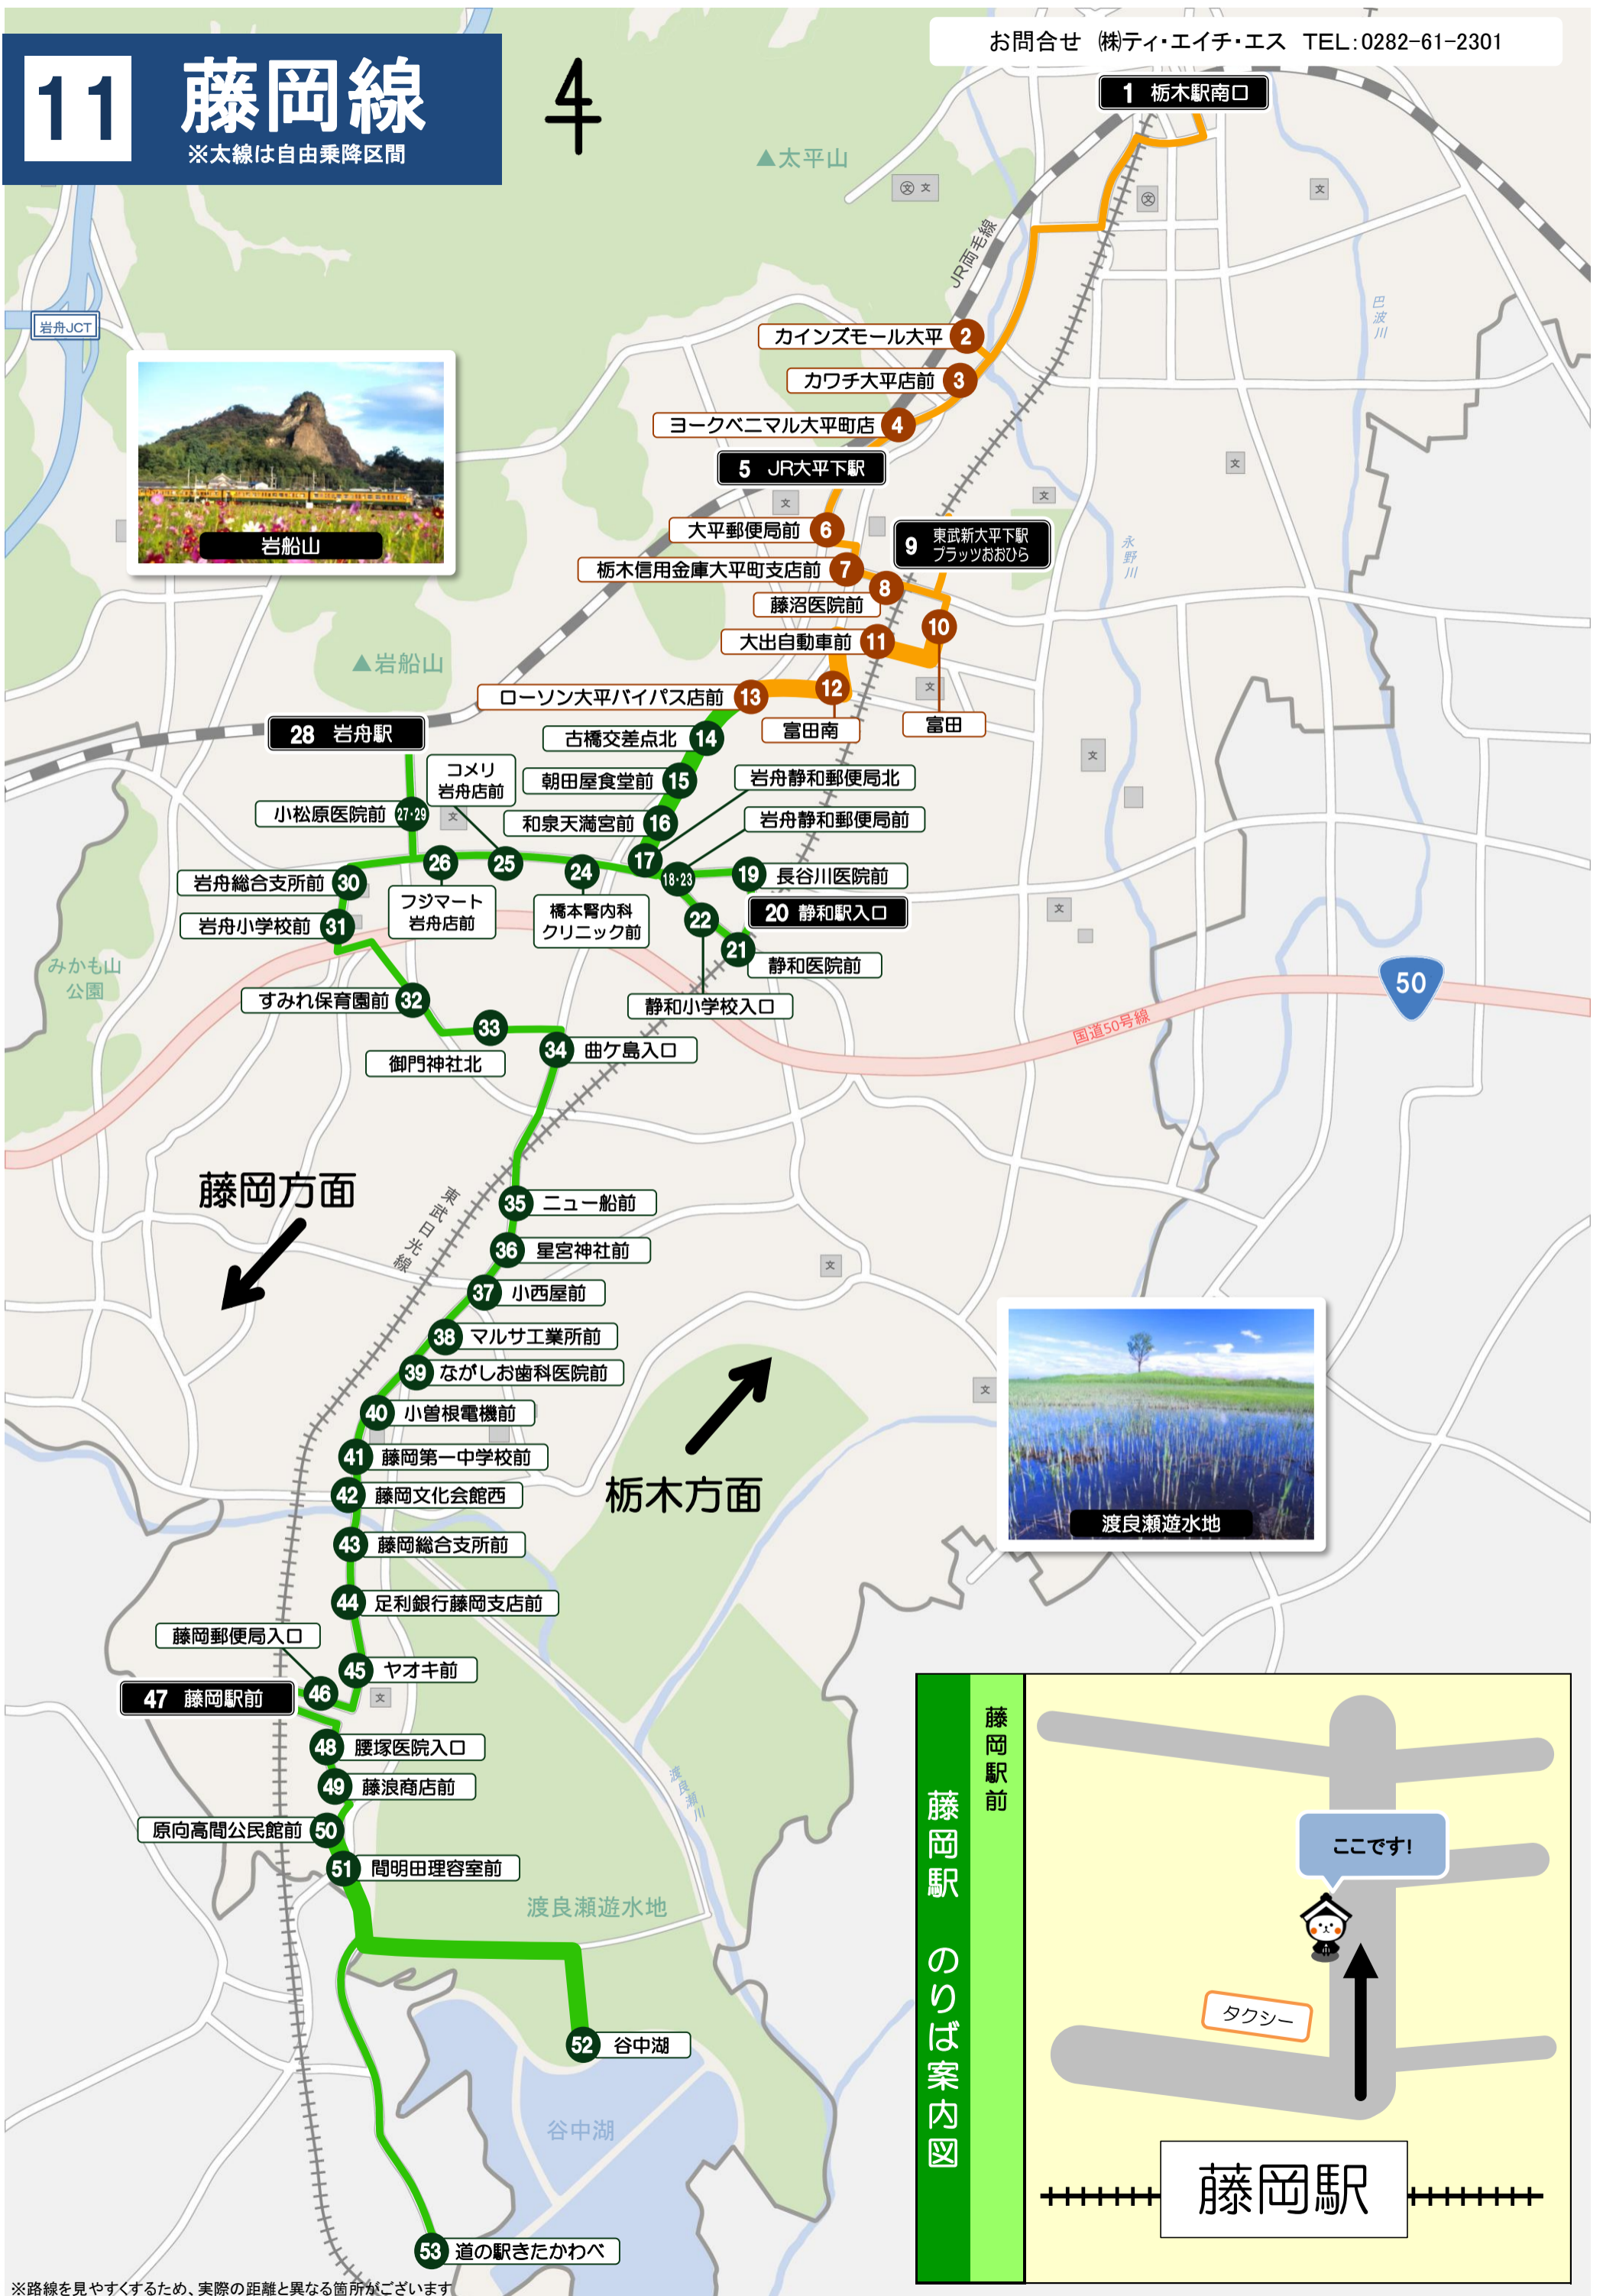 11 藤岡線
※太線は自由乗降区間
お問合せ ㈱ティ・エイチ・エス TEL:0282-61-2301
1 栃木駅南口
▲太平山
JR両毛線
巴波川
岩舟JCT
岩船山
カインズモール大平 2
カワチ大平店前 3
ヨークベニマル大平町店 4
5 JR大平下駅
大平郵便局前 6
9 東武新大平下駅
プラッツおおひら
永野川
栃木信用金庫大平町支店前 7
8
藤沼医院前
10
大出自動車前 11
▲岩船山
ローソン大平バイパス店前 13
12
富田南
富田
28 岩舟駅
古橋交差点北 14
コメリ
岩舟店前
朝田屋食堂前 15
岩舟静和郵便局北
小松原医院前 27・29
和泉天満宮前 16
岩舟静和郵便局前
26
25
24
17
18・23
19 長谷川医院前
岩舟総合支所前 30
フジマート
岩舟店前
橋本腎内科
クリニック前
20 静和駅入口
22
岩舟小学校前 31
21
静和医院前
みかも山
公園
すみれ保育園前 32
静和小学校入口
50
国道50号線
33
御門神社北
34 曲ケ島入口
藤岡方面
東武日光線
35 ニュー船前
36 星宮神社前
37 小西屋前
38 マルサ工業所前
39 ながしお歯科医院前
40 小曽根電機前
41 藤岡第一中学校前
42 藤岡文化会館西
栃木方面
渡良瀬遊水地
43 藤岡総合支所前
44 足利銀行藤岡支店前
藤岡郵便局入口
45 ヤオキ前
47 藤岡駅前
46
48 腰塚医院入口
49 藤浪商店前
渡良瀬川
原向高間公民館前 50
51 間明田理容室前
渡良瀬遊水地
52 谷中湖
谷中湖
53 道の駅きたかわべ
※路線を見やすくするため、実際の距離と異なる箇所がございます
藤岡駅 のりば案内図
藤岡駅前
ここです!
タクシー
藤岡駅